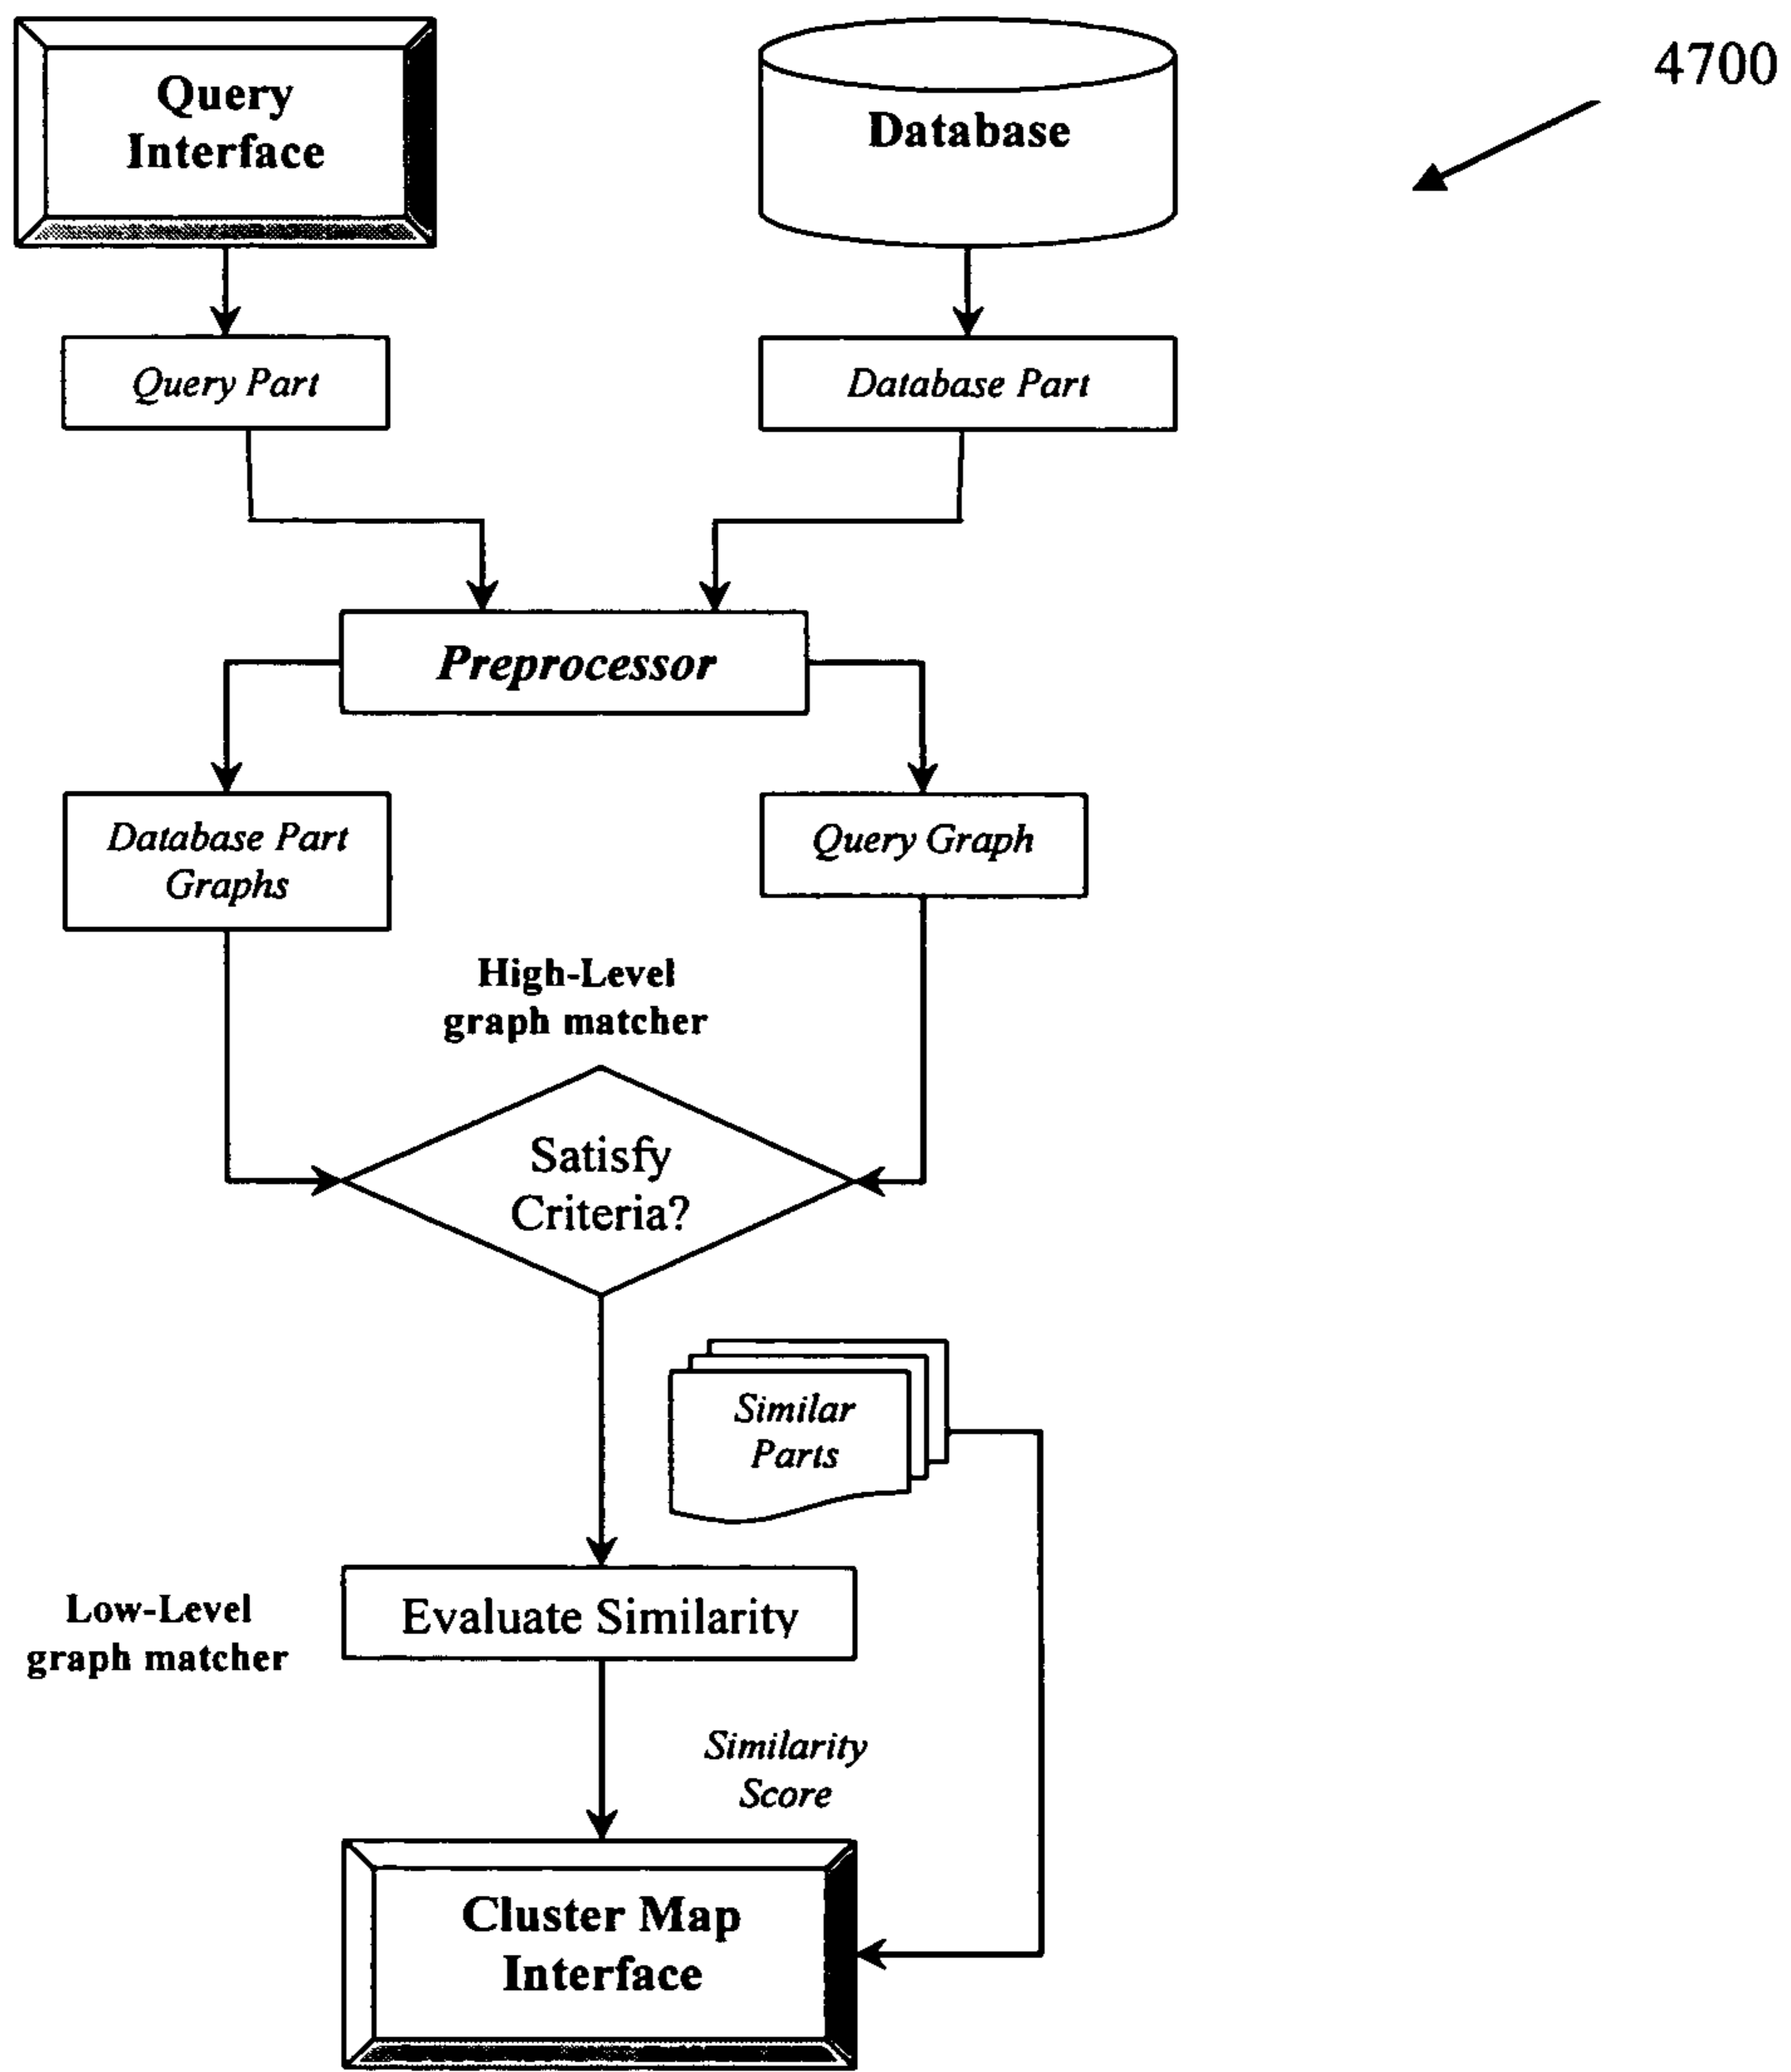 Query
Interface
Database
4700
Query Part
Database Part
Preprocessor
Database Part
Graphs
Query Graph
High-Level
graph matcher
Satisfy
Criteria?
Similar
Parts
Low-Level
graph matcher
Evaluate Similarity
Similarity
Score
Cluster Map
Interface